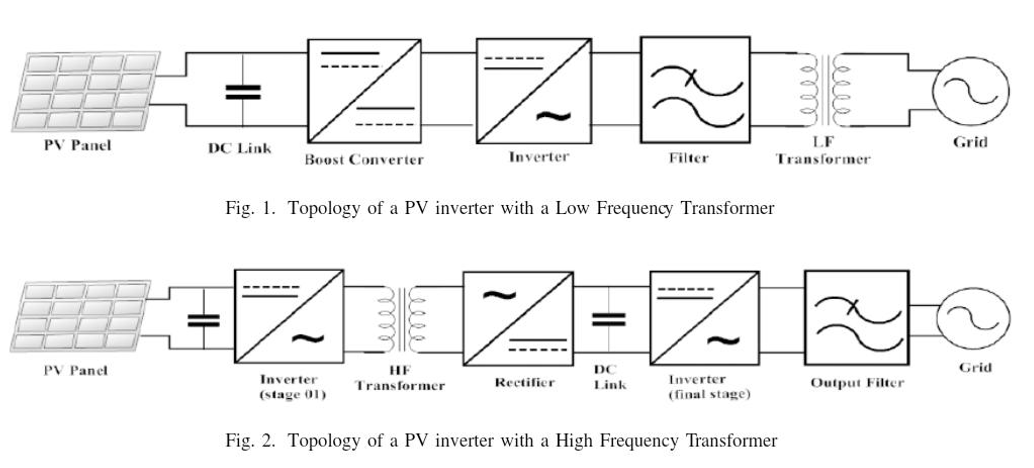 PV Panel
DC Link
Boost Converter
Inverter
Filter
LF
Transformer
Grid
Fig. 1. Topology of a PV inverter with a Low Frequency Transformer
PV Panel
Inverter
(stage 01)
HF
Transformer
Rectifier
DC
Link
Inverter
(final stage)
Output Filter
Grid
Fig. 2. Topology of a PV inverter with a High Frequency Transformer